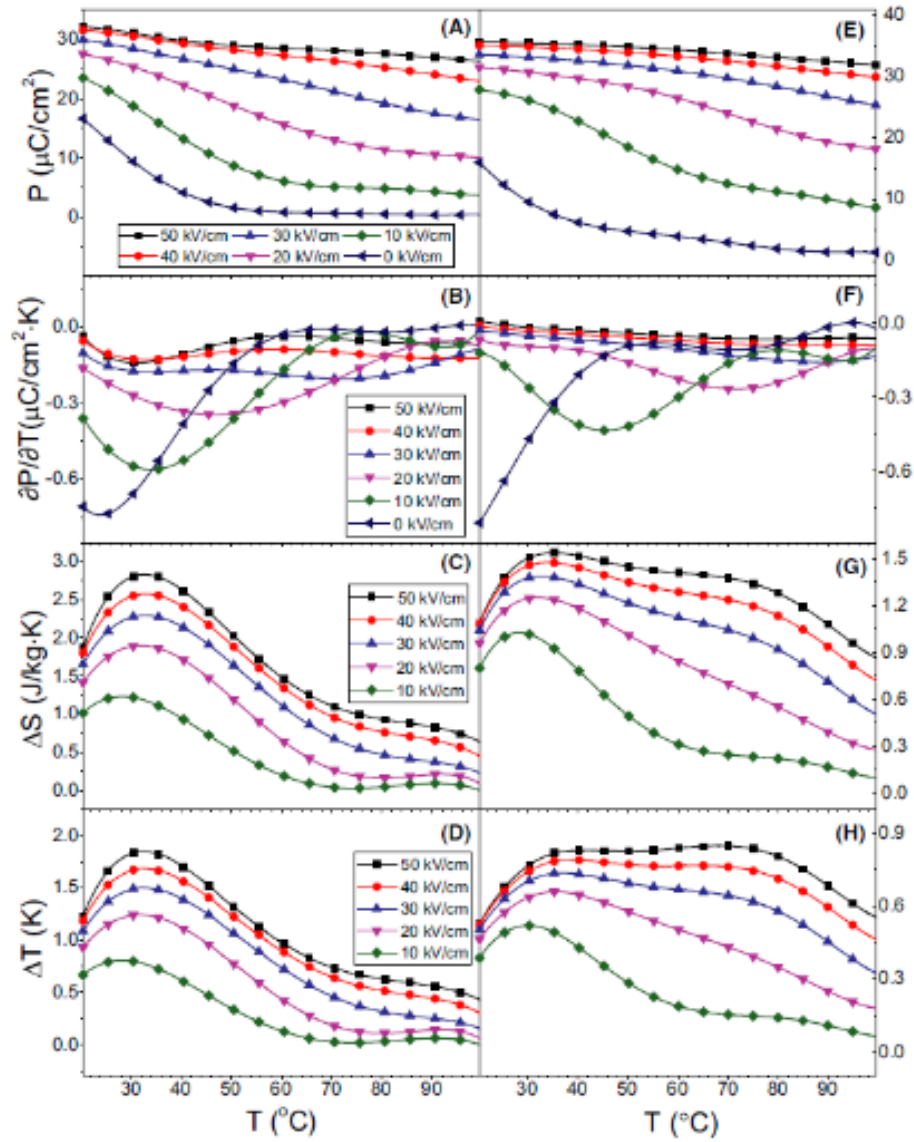 (A)
(E)
P (μC/cm²)
30
20
10
0
40
30
20
10
0
50 kV/cm 30 kV/cm 10 kV/cm
40 kV/cm 20 kV/cm 0 kV/cm
(B)
(F)
∂P/∂T(μC/cm²·K)
0.0
-0.3
-0.6
0.0
-0.3
-0.6
50 kV/cm
40 kV/cm
30 kV/cm
20 kV/cm
10 kV/cm
0 kV/cm
(C)
(G)
ΔS (J/kg·K)
3.0
2.5
2.0
1.5
1.0
0.5
0.0
1.5
1.2
0.9
0.6
0.3
0.0
50 kV/cm
40 kV/cm
30 kV/cm
20 kV/cm
10 kV/cm
(D)
(H)
ΔT (K)
2.0
1.5
1.0
0.5
0.0
0.9
0.6
0.3
0.0
50 kV/cm
40 kV/cm
30 kV/cm
20 kV/cm
10 kV/cm
30 40 50 60 70 80 90
30 40 50 60 70 80 90
T (°C)
T (°C)